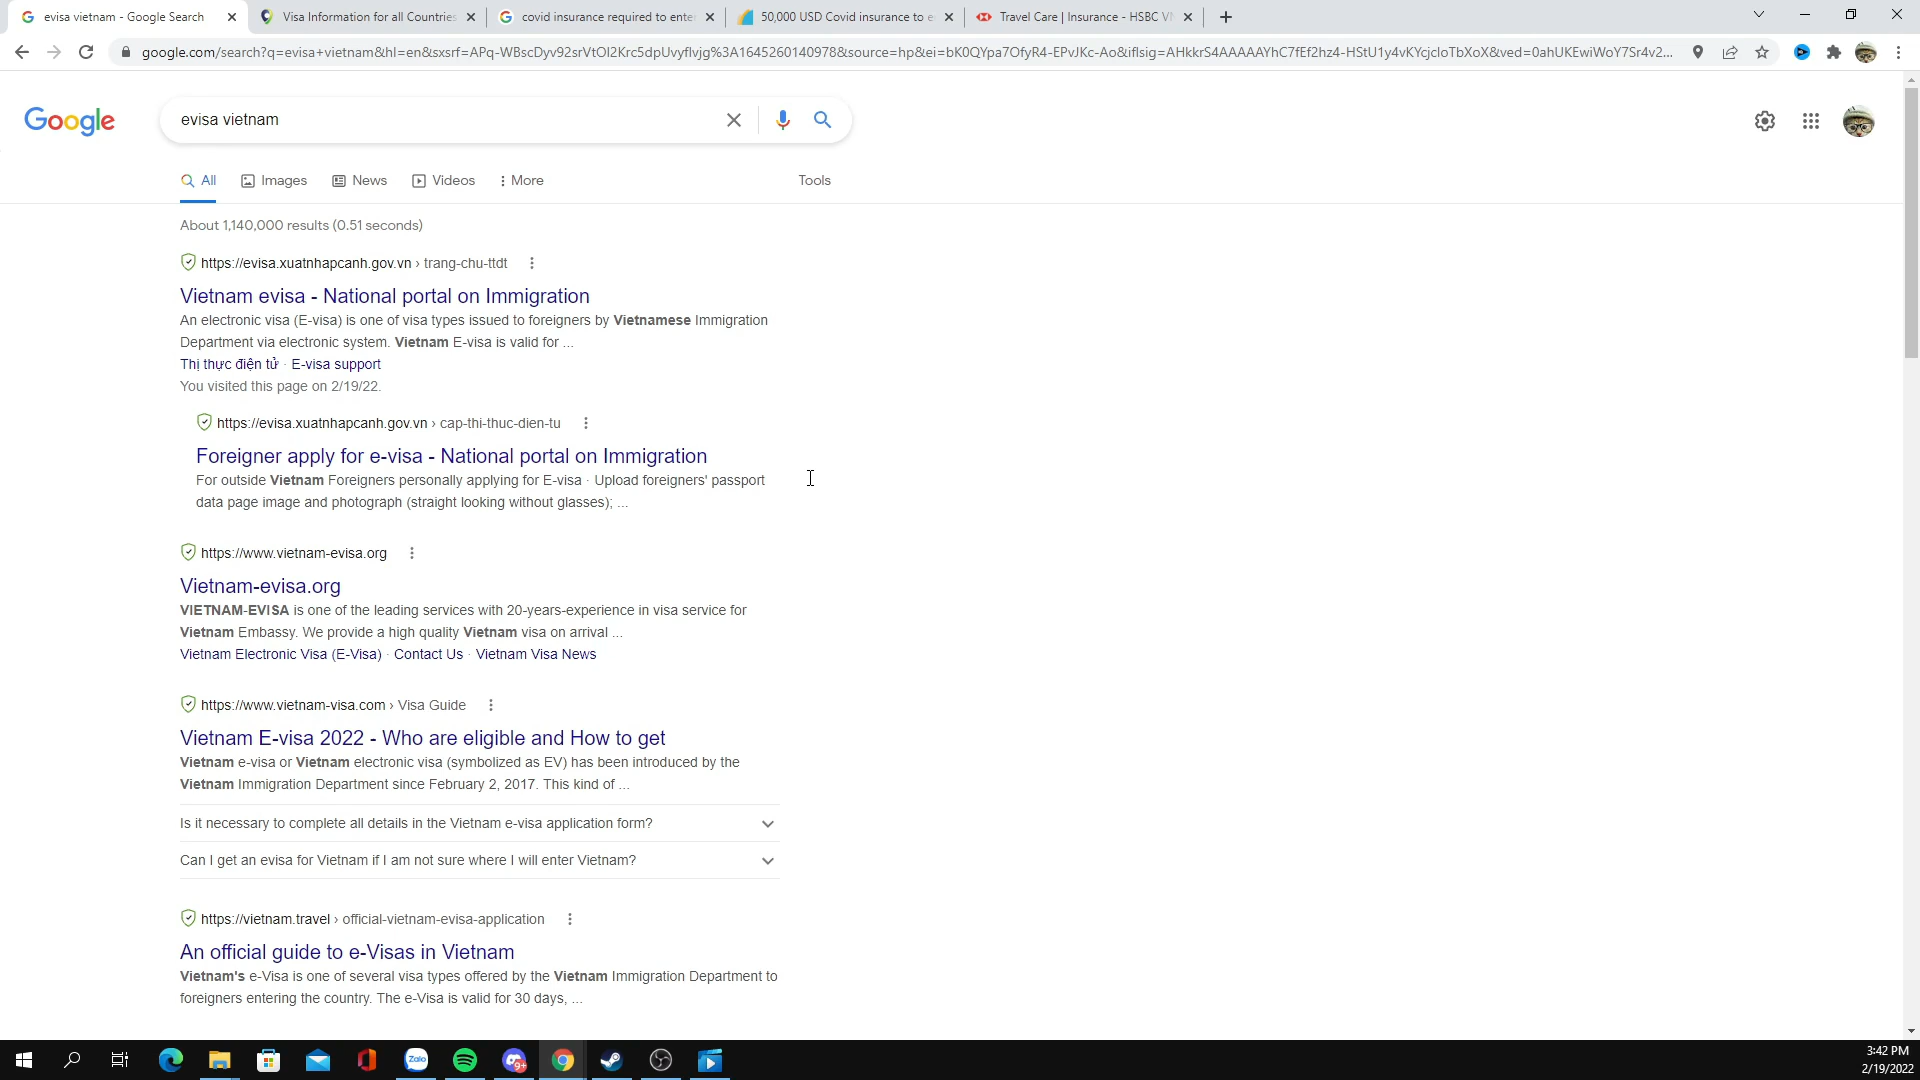 evisa vietnam - Google Search
Visa Information for all Countries
covid insurance required to ente
50,000 USD Covid insurance to e
Travel Care | Insurance - HSBC VN
google.com/search?q=evisa+vietnam&hl=en&sxsrf=APq-WBscDyv92srVtOI2Krc5dpUvyflvjg%3A1645260140978&source=hp&ei=bK0QYpa7OfyR4-EPvJKc-Ao&iflsig=AHkkrS4AAAAAYhC7fEf2hz4-HStU1y4vKYcjcloTbXoX&ved=0ahUKEwiWoY7Sr4v2...
Google
evisa vietnam
All
Images
News
Videos
More
Tools
About 1,140,000 results (0.51 seconds)
https://evisa.xuatnhapcanh.gov.vn › trang-chu-ttdt
Vietnam evisa - National portal on Immigration
An electronic visa (E-visa) is one of visa types issued to foreigners by Vietnamese Immigration
Department via electronic system. Vietnam E-visa is valid for ...
Thị thực điện tử · E-visa support
You visited this page on 2/19/22.
https://evisa.xuatnhapcanh.gov.vn › cap-thi-thuc-dien-tu
Foreigner apply for e-visa - National portal on Immigration
For outside Vietnam Foreigners personally applying for E-visa · Upload foreigners' passport
data page image and photograph (straight looking without glasses); ...
https://www.vietnam-evisa.org
Vietnam-evisa.org
VIETNAM-EVISA is one of the leading services with 20-years-experience in visa service for
Vietnam Embassy. We provide a high quality Vietnam visa on arrival ...
Vietnam Electronic Visa (E-Visa) · Contact Us · Vietnam Visa News
https://www.vietnam-visa.com › Visa Guide
Vietnam E-visa 2022 - Who are eligible and How to get
Vietnam e-visa or Vietnam electronic visa (symbolized as EV) has been introduced by the
Vietnam Immigration Department since February 2, 2017. This kind of ...
Is it necessary to complete all details in the Vietnam e-visa application form?
Can I get an evisa for Vietnam if I am not sure where I will enter Vietnam?
https://vietnam.travel › official-vietnam-evisa-application
An official guide to e-Visas in Vietnam
Vietnam's e-Visa is one of several visa types offered by the Vietnam Immigration Department to
foreigners entering the country. The e-Visa is valid for 30 days, ...
Zalo
9+
3:42 PM
2/19/2022